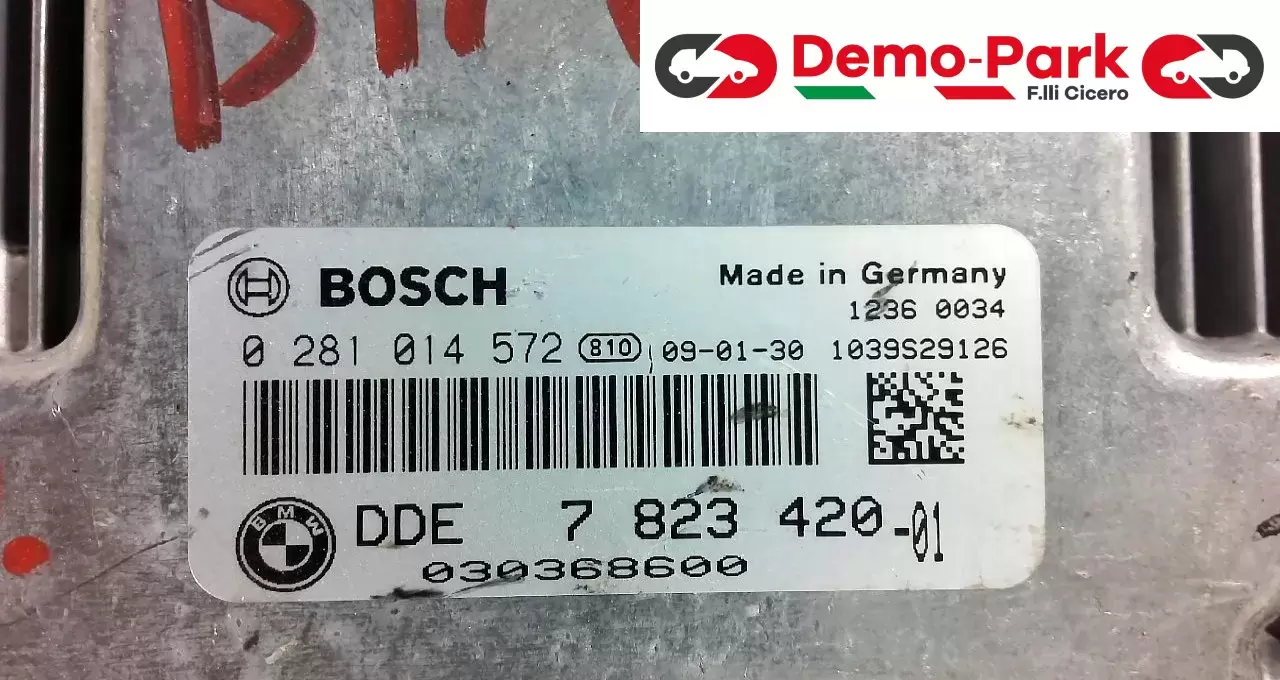 Demo-Park
F.lli Cicero
BOSCH
Made in Germany
1236 0034
0 281 014 572 810 09-01-30 1039S29126
BMW
DDE 7 823 420-01
030368600